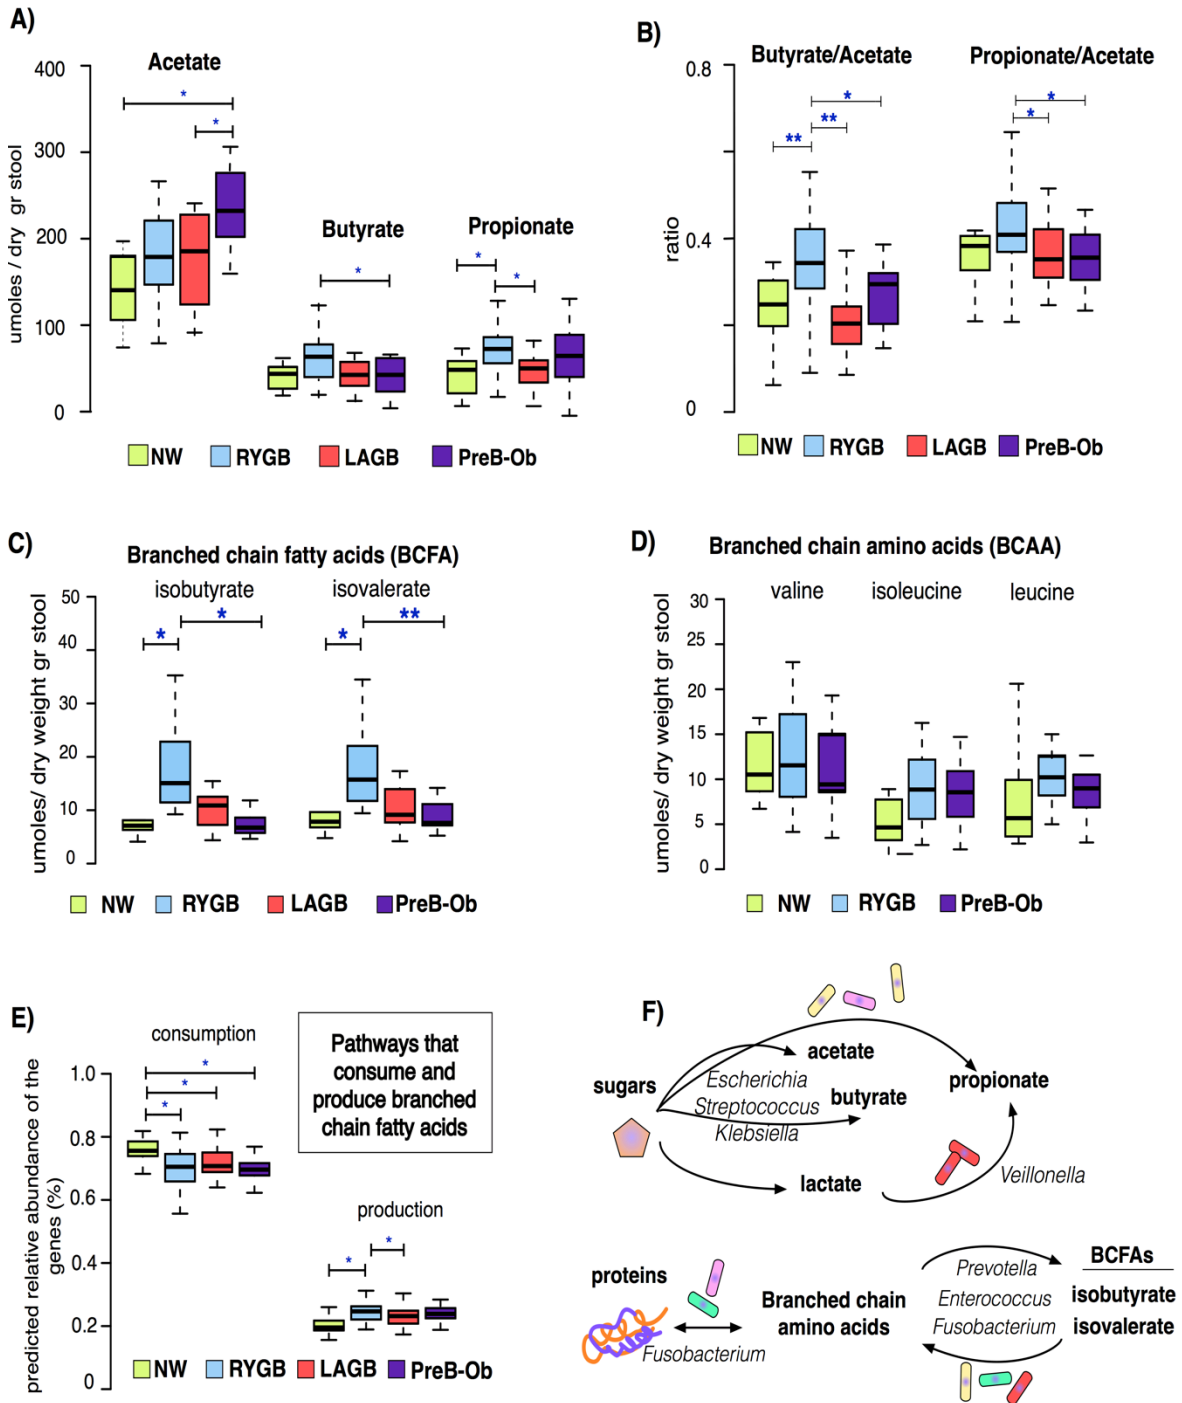 A)
Acetate
400
300
200
100
0
umoles / dry gr stool
*
*
Butyrate
*
Propionate
*
*
NW RYGB LAGB PreB-Ob
B)
Butyrate/Acetate
Propionate/Acetate
0.8
0.4
0
ratio
*
**
**
*
*
NW RYGB LAGB PreB-Ob
C)
Branched chain fatty acids (BCFA)
isobutyrate isovalerate
50
40
30
20
10
0
umoles/ dry weight gr stool
*
*
**
*
NW RYGB LAGB PreB-Ob
D)
Branched chain amino acids (BCAA)
valine isoleucine leucine
30
25
20
15
10
5
0
umoles/ dry weight gr stool
NW RYGB PreB-Ob
E)
consumption
1.0
0.8
0.6
0.4
0.2
0
predicted relative abundance of the
genes (%)
*
*
*
Pathways that
consume and
produce branched
chain fatty acids
production
*
*
NW RYGB LAGB PreB-Ob
F)
sugars
acetate
Escherichia
butyrate
Streptococcus
Klebsiella
propionate
lactate
Veillonella
proteins
Fusobacterium
Branched chain
amino acids
Prevotella
Enterococcus
Fusobacterium
BCFAs
isobutyrate
isovalerate